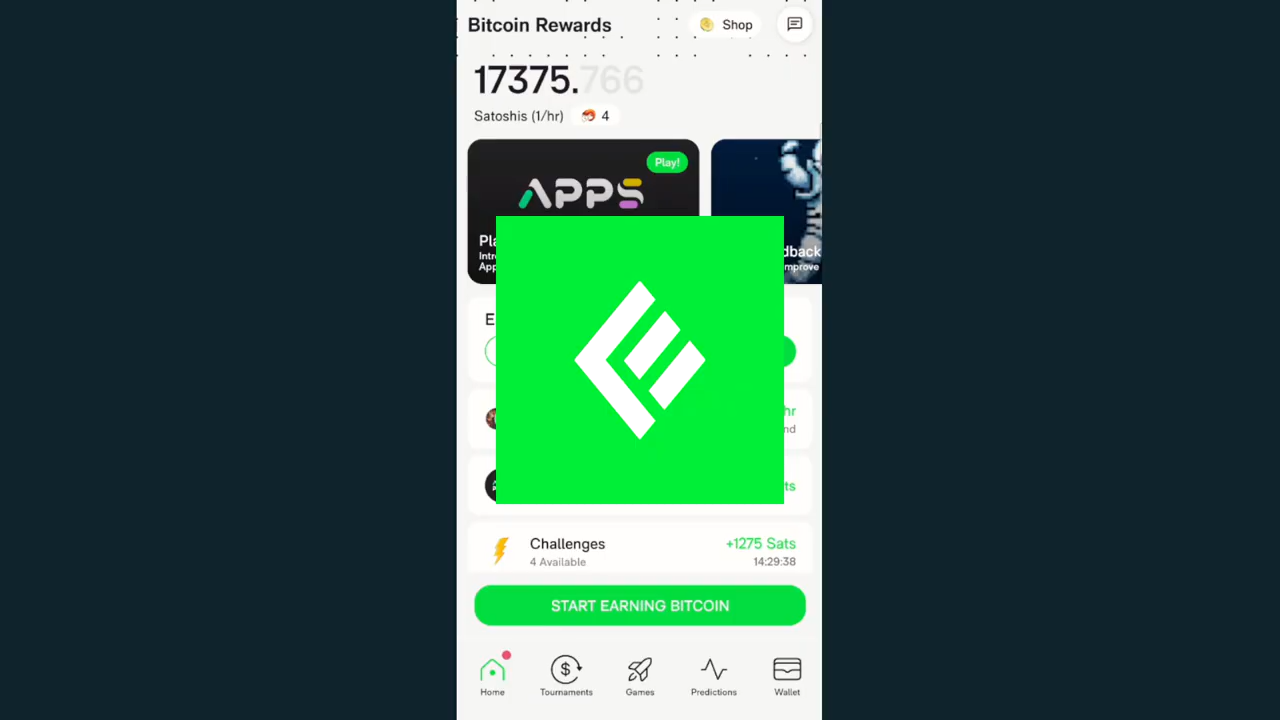 Bitcoin Rewards
Shop
17375.766
Satoshis (1/hr)
4
Play!
APPS
START EARNING BITCOIN
Challenges
+1275 Sats
4 Available
14:29:38
Home
Tournaments
Games
Predictions
Wallet